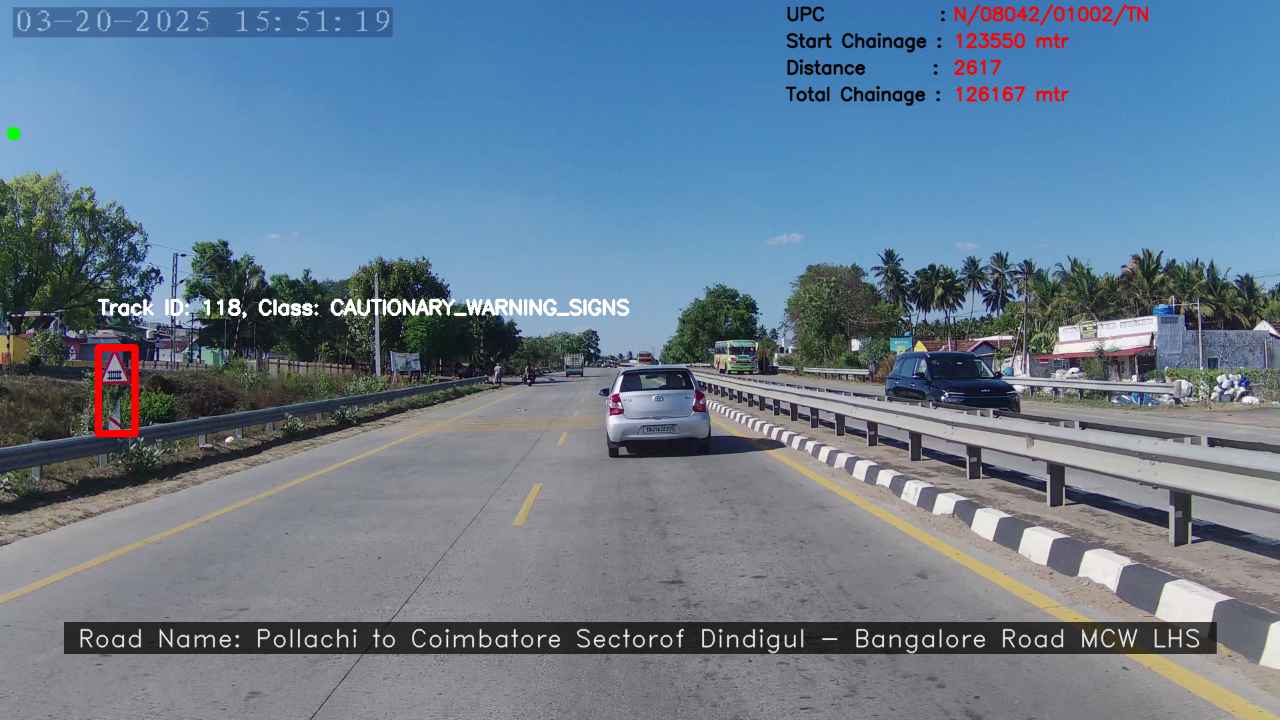 03-20-2025 15:51:19
UPC : N/08042/01002/TN
Start Chainage : 123550 mtr
Distance : 2617
Total Chainage : 126167 mtr
Track ID: 118, Class: CAUTIONARY_WARNING_SIGNS
Road Name: Pollachi to Coimbatore Sectorof Dindigul - Bangalore Road MCW LHS